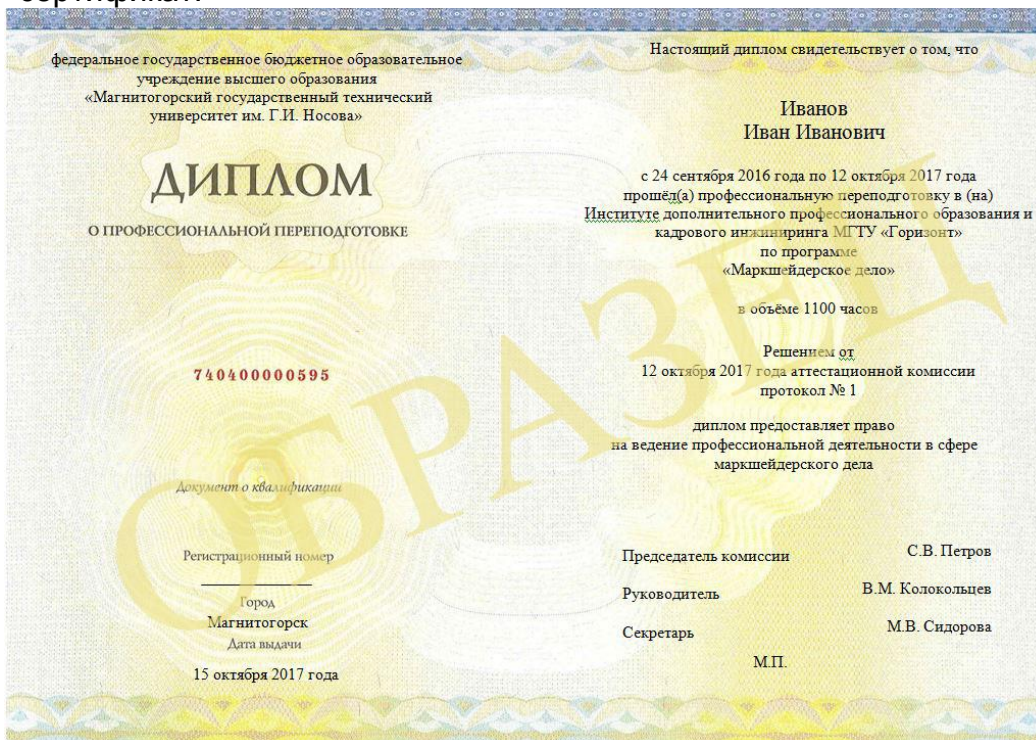 сертификат.
федеральное государственное бюджетное образовательное
учреждение высшего образования
«Магнитогорский государственный технический
университет им. Г.И. Носова»
ДИПЛОМ
О ПРОФЕССИОНАЛЬНОЙ ПЕРЕПОДГОТОВКЕ
740400000595
Документ о квалификации
Регистрационный номер
Город
Магнитогорск
Дата выдачи
15 октября 2017 года
Настоящий диплом свидетельствует о том, что
Иванов
Иван Иванович
с 24 сентября 2016 года по 12 октября 2017 года
прошёл(а) профессиональную переподготовку в (на)
Институте дополнительного профессионального образования и
кадрового инжиниринга МГТУ «Горизонт»
по программе
«Маркшейдерское дело»
в объёме 1100 часов
Решением от
12 октября 2017 года аттестационной комиссии
протокол № 1
диплом предоставляет право
на ведение профессиональной деятельности в сфере
маркшейдерского дела
Председатель комиссии С.В. Петров
Руководитель В.М. Колокольцев
Секретарь М.В. Сидорова
М.П.
ОБРАЗЕЦ